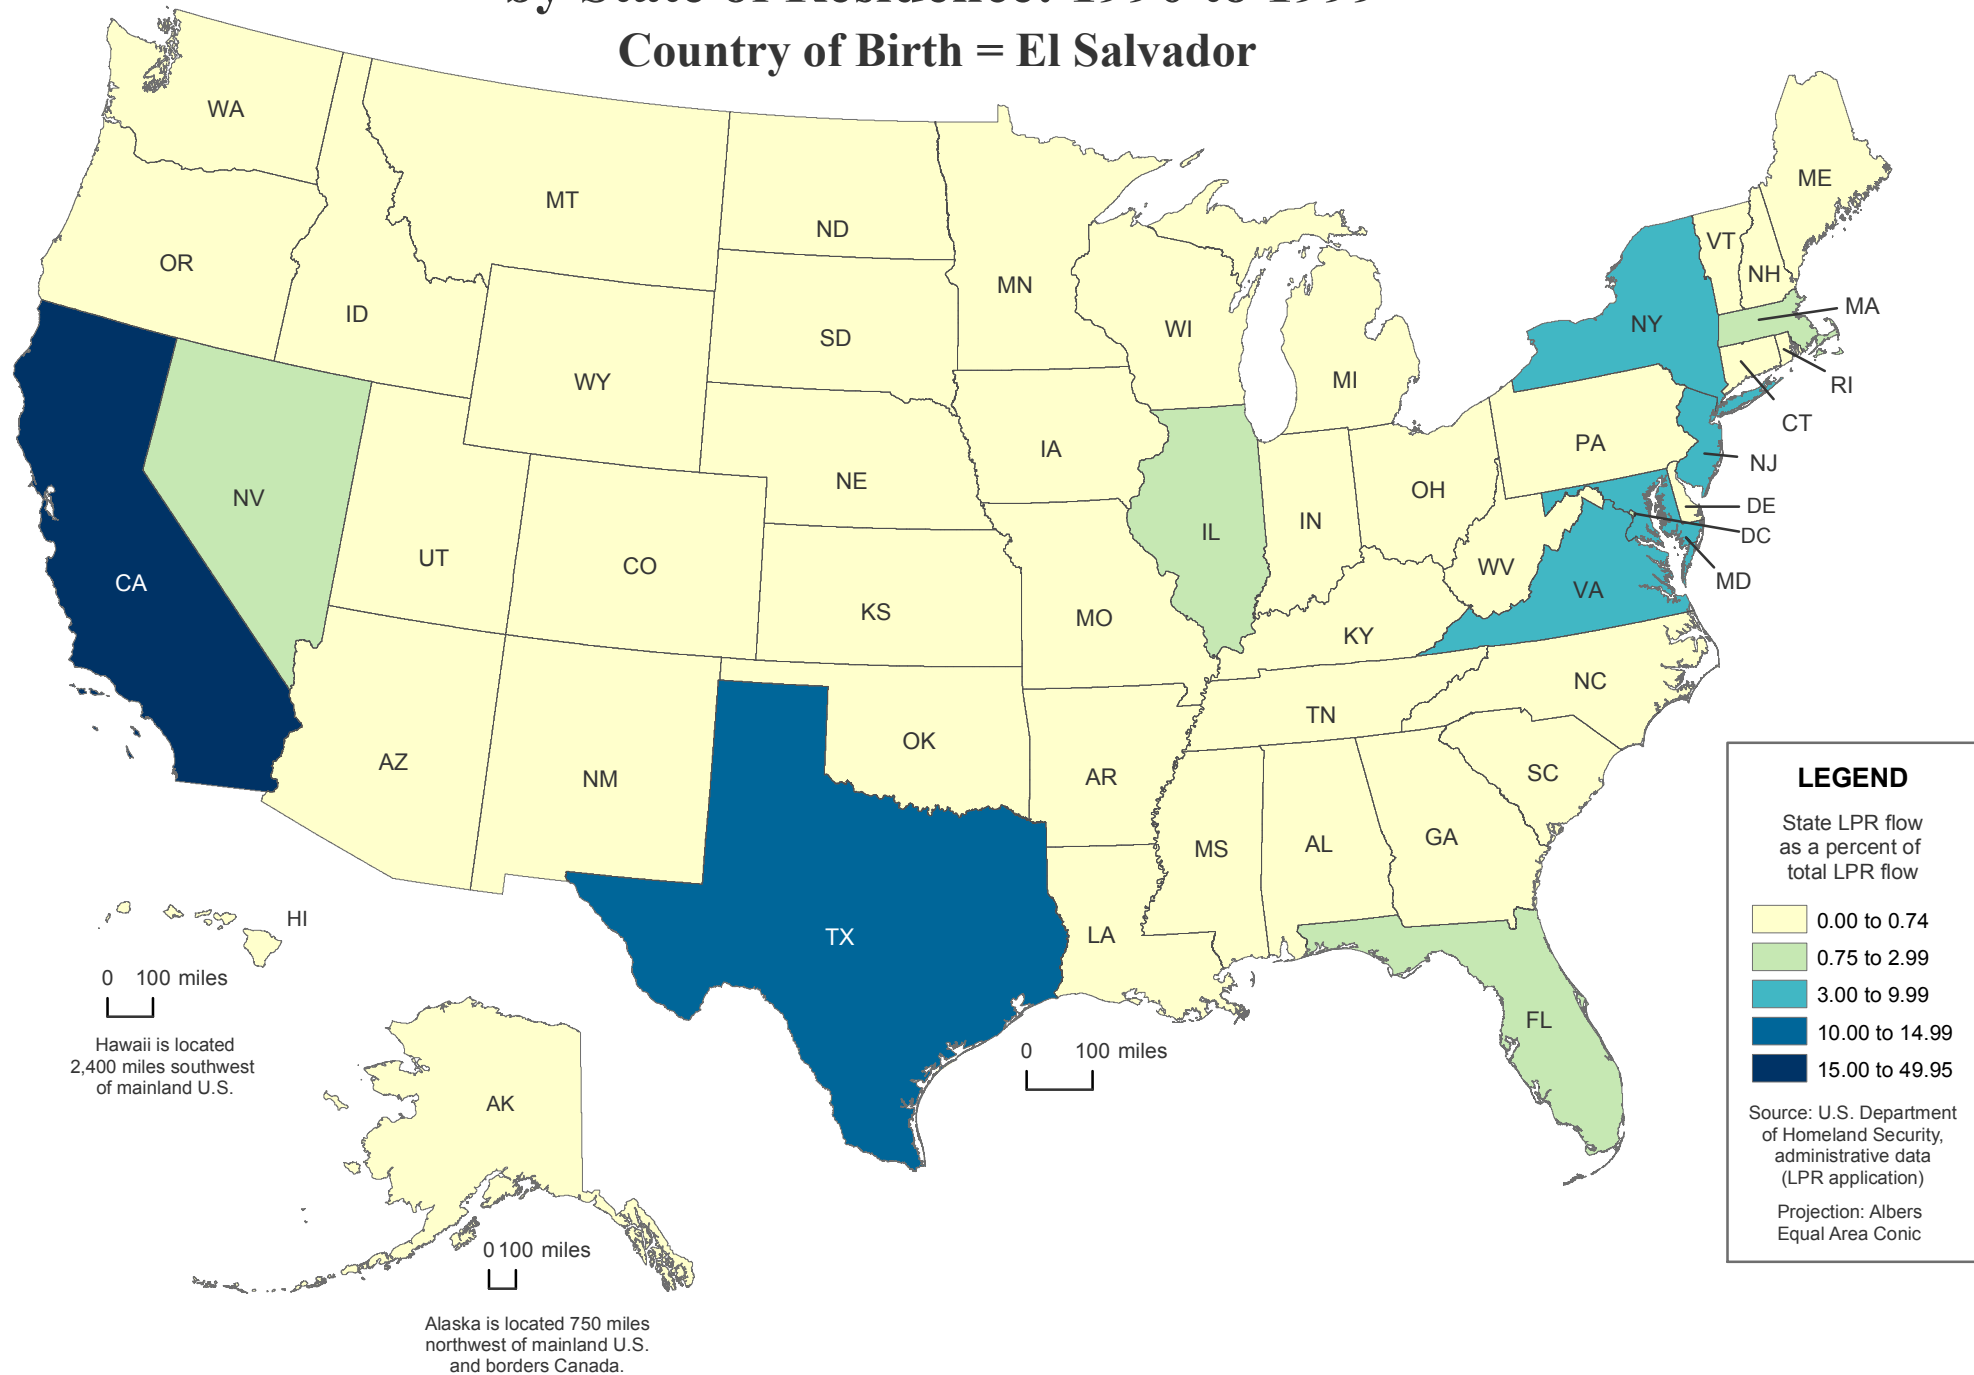 by State of Residence: 1990 to 1999
Country of Birth = El Salvador
WA
MT
ND
MN
ME
OR
ID
WY
SD
WI
MI
NY
VT
NH
MA
RI
CT
NJ
PA
DE
DC
MD
NV
UT
CO
NE
IA
IL
IN
OH
WV
VA
CA
KS
MO
KY
NC
TN
AZ
NM
OK
AR
SC
MS
AL
GA
TX
LA
FL
HI
0 100 miles
Hawaii is located
2,400 miles southwest
of mainland U.S.
AK
0 100 miles
Alaska is located 750 miles
northwest of mainland U.S.
and borders Canada.
0 100 miles
LEGEND
State LPR flow
as a percent of
total LPR flow
0.00 to 0.74
0.75 to 2.99
3.00 to 9.99
10.00 to 14.99
15.00 to 49.95
Source: U.S. Department
of Homeland Security,
administrative data
(LPR application)
Projection: Albers
Equal Area Conic